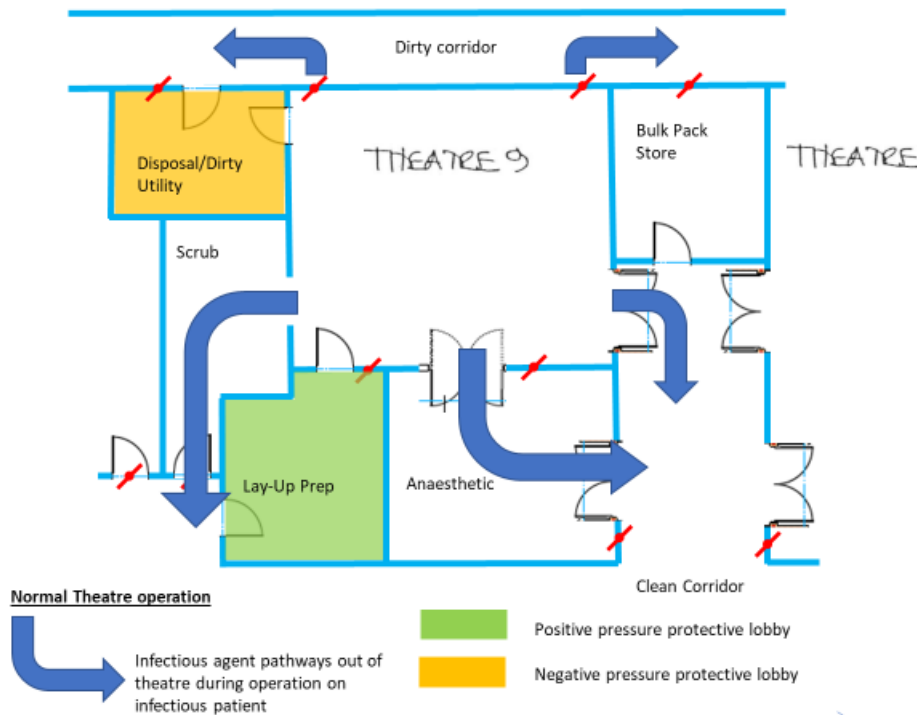 Dirty corridor
THEATRE 9
Bulk Pack
Store
THEATRE
Disposal/Dirty
Utility
Scrub
Lay-Up Prep
Anaesthetic
Clean Corridor
Normal Theatre operation
Infectious agent pathways out of
theatre during operation on
infectious patient
Positive pressure protective lobby
Negative pressure protective lobby